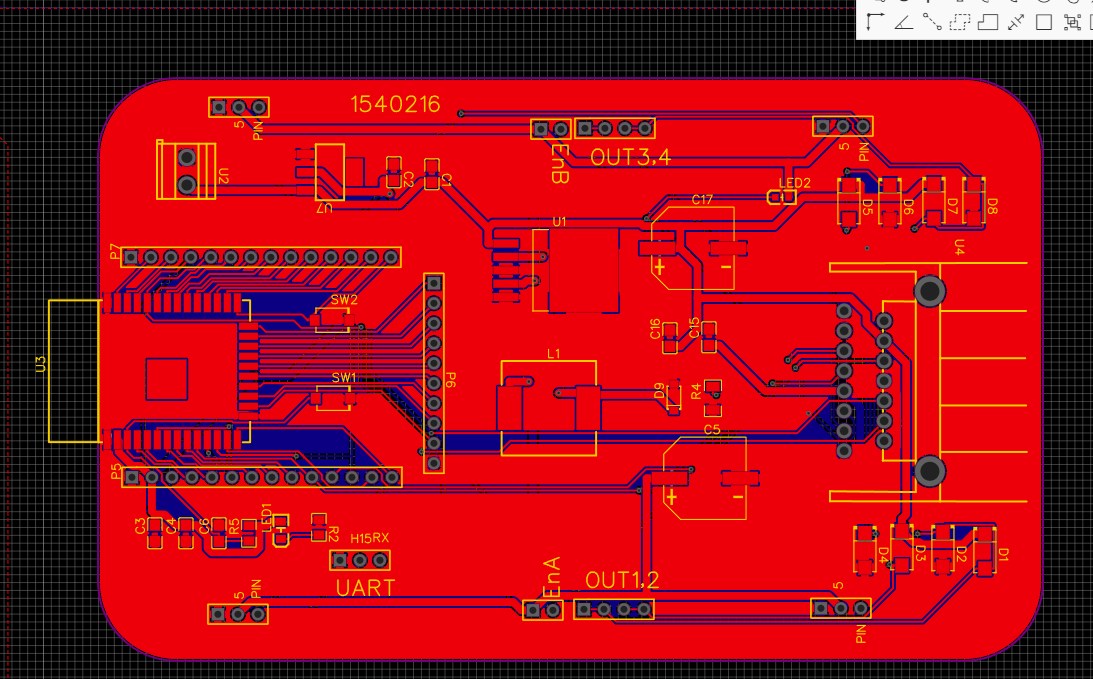 1540216
5
PIN
5
PIN
EnB
OUT3,4
U2
U7
C2
C1
LED2
D5
D6
D7
D8
C17
U1
U4
P7
+
-
SW2
C16
C15
U3
L1
SW1
P6
D9
R4
C5
P5
+
-
C3
C4
C6
R5
LED1
R2
H15RX
D4
D3
D2
D1
UART
EnA
OUT1,2
5
PIN
5
PIN